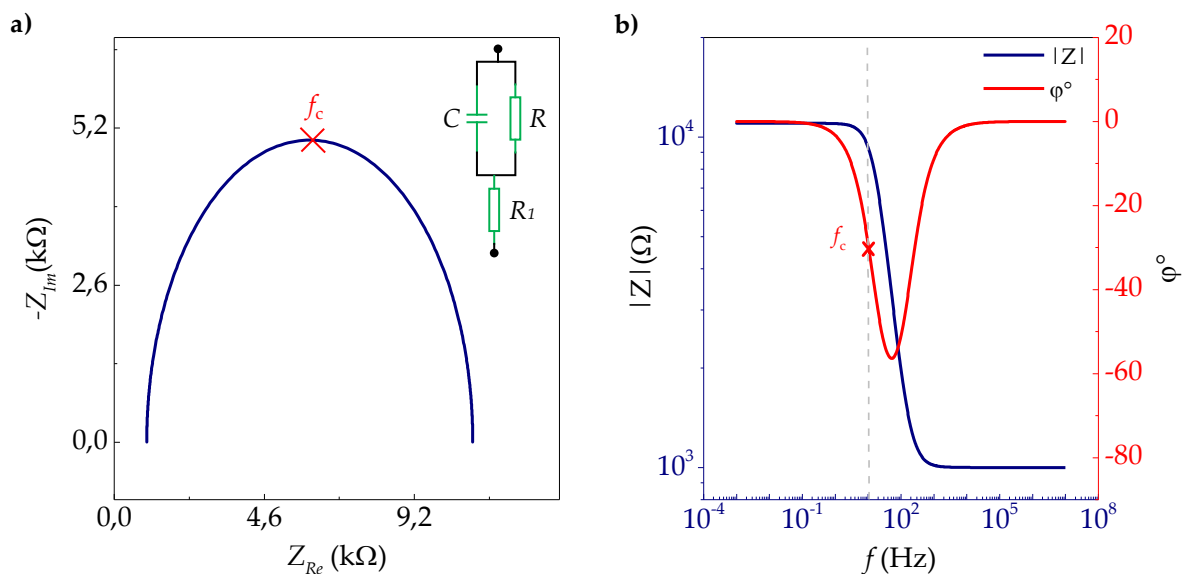 a)
f_c
C
R
R_1
5,2
2,6
0,0
-Z_Im(kΩ)
0,0
4,6
9,2
Z_Re (kΩ)
b)
|Z|
φ°
f_c
10^4
10^3
|Z|(Ω)
20
0
-20
-40
-60
-80
φ°
10^-4
10^-1
10^2
10^5
10^8
f (Hz)